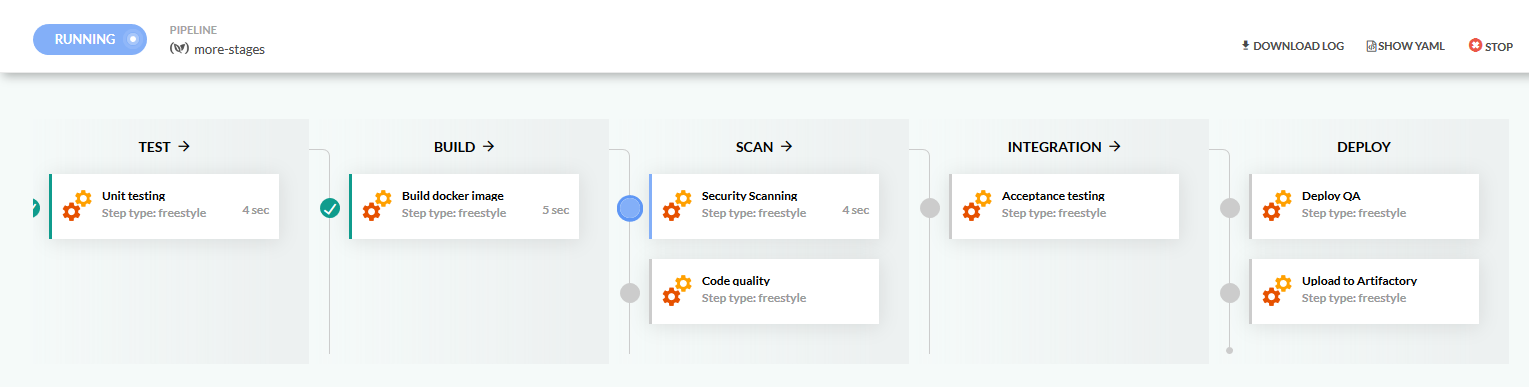 RUNNING
PIPELINE
more-stages
DOWNLOAD LOG
SHOW YAML
STOP
TEST →
Unit testing
Step type: freestyle
4 sec
BUILD →
Build docker image
Step type: freestyle
5 sec
SCAN →
Security Scanning
Step type: freestyle
4 sec
Code quality
Step type: freestyle
INTEGRATION →
Acceptance testing
Step type: freestyle
DEPLOY
Deploy QA
Step type: freestyle
Upload to Artifactory
Step type: freestyle